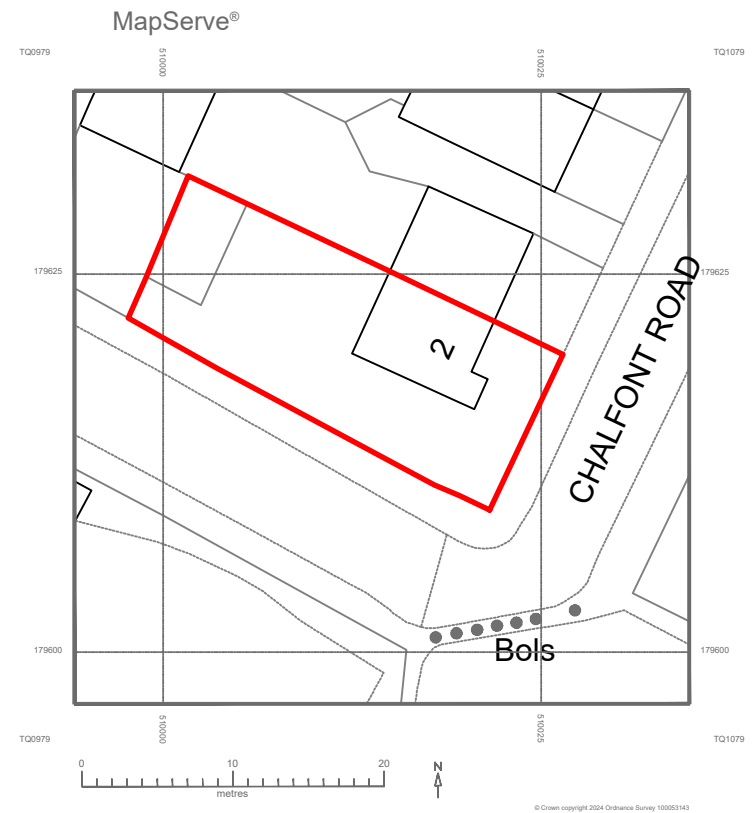 MapServe®
TQ0979
510000
510025
TQ1079
179625
179625
2
CHALFONT ROAD
179600
179600
Bols
TQ0979
510000
510025
TQ1079
0 10 20
metres
N
© Crown copyright 2024 Ordnance Survey 100053143